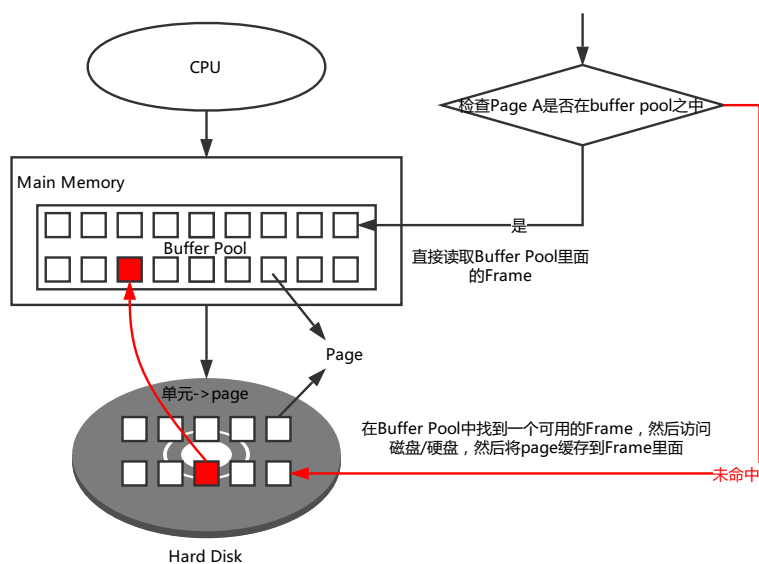 CPU
检查Page A是否在buffer pool之中
Main Memory
Buffer Pool
是
直接读取Buffer Pool里面
的Frame
Page
单元->page
在Buffer Pool中找到一个可用的Frame，然后访问
磁盘/硬盘，然后将page缓存到Frame里面
未命中
Hard Disk